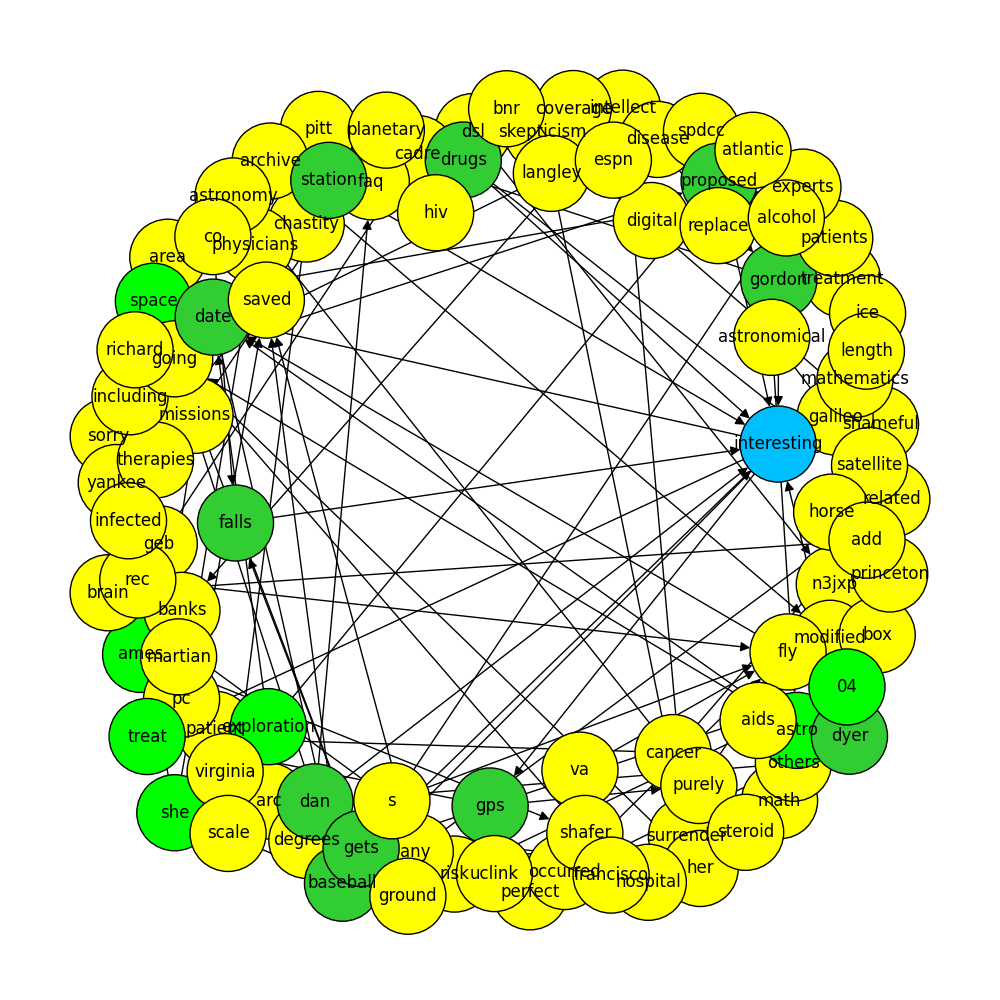 bnr
coverage
intellect
pitt
planetary
dsl
skepticism
disease
spdcc
atlantic
archive
cadre
drugs
langley
espn
station
faq
proposed
experts
astronomy
hiv
chastity
digital
replace
alcohol
patients
co
physicians
area
gordon
treatment
space
saved
date
ice
richard
going
astronomical
length
including
missions
mathematics
galileo
shameful
sorry
interesting
therapies
satellite
yankee
related
infected
falls
horse
geb
add
rec
brain
n3jxp
princeton
banks
modified
box
ames
martian
fly
04
pc
patient
exploration
aids
astro
treat
dyer
virginia
cancer
others
va
purely
arc
dan
s
gps
math
she
scale
degrees
shafer
surrender
steroid
gets
any
baseball
risk
uclink
occurred
francisco
hospital
her
ground
perfect